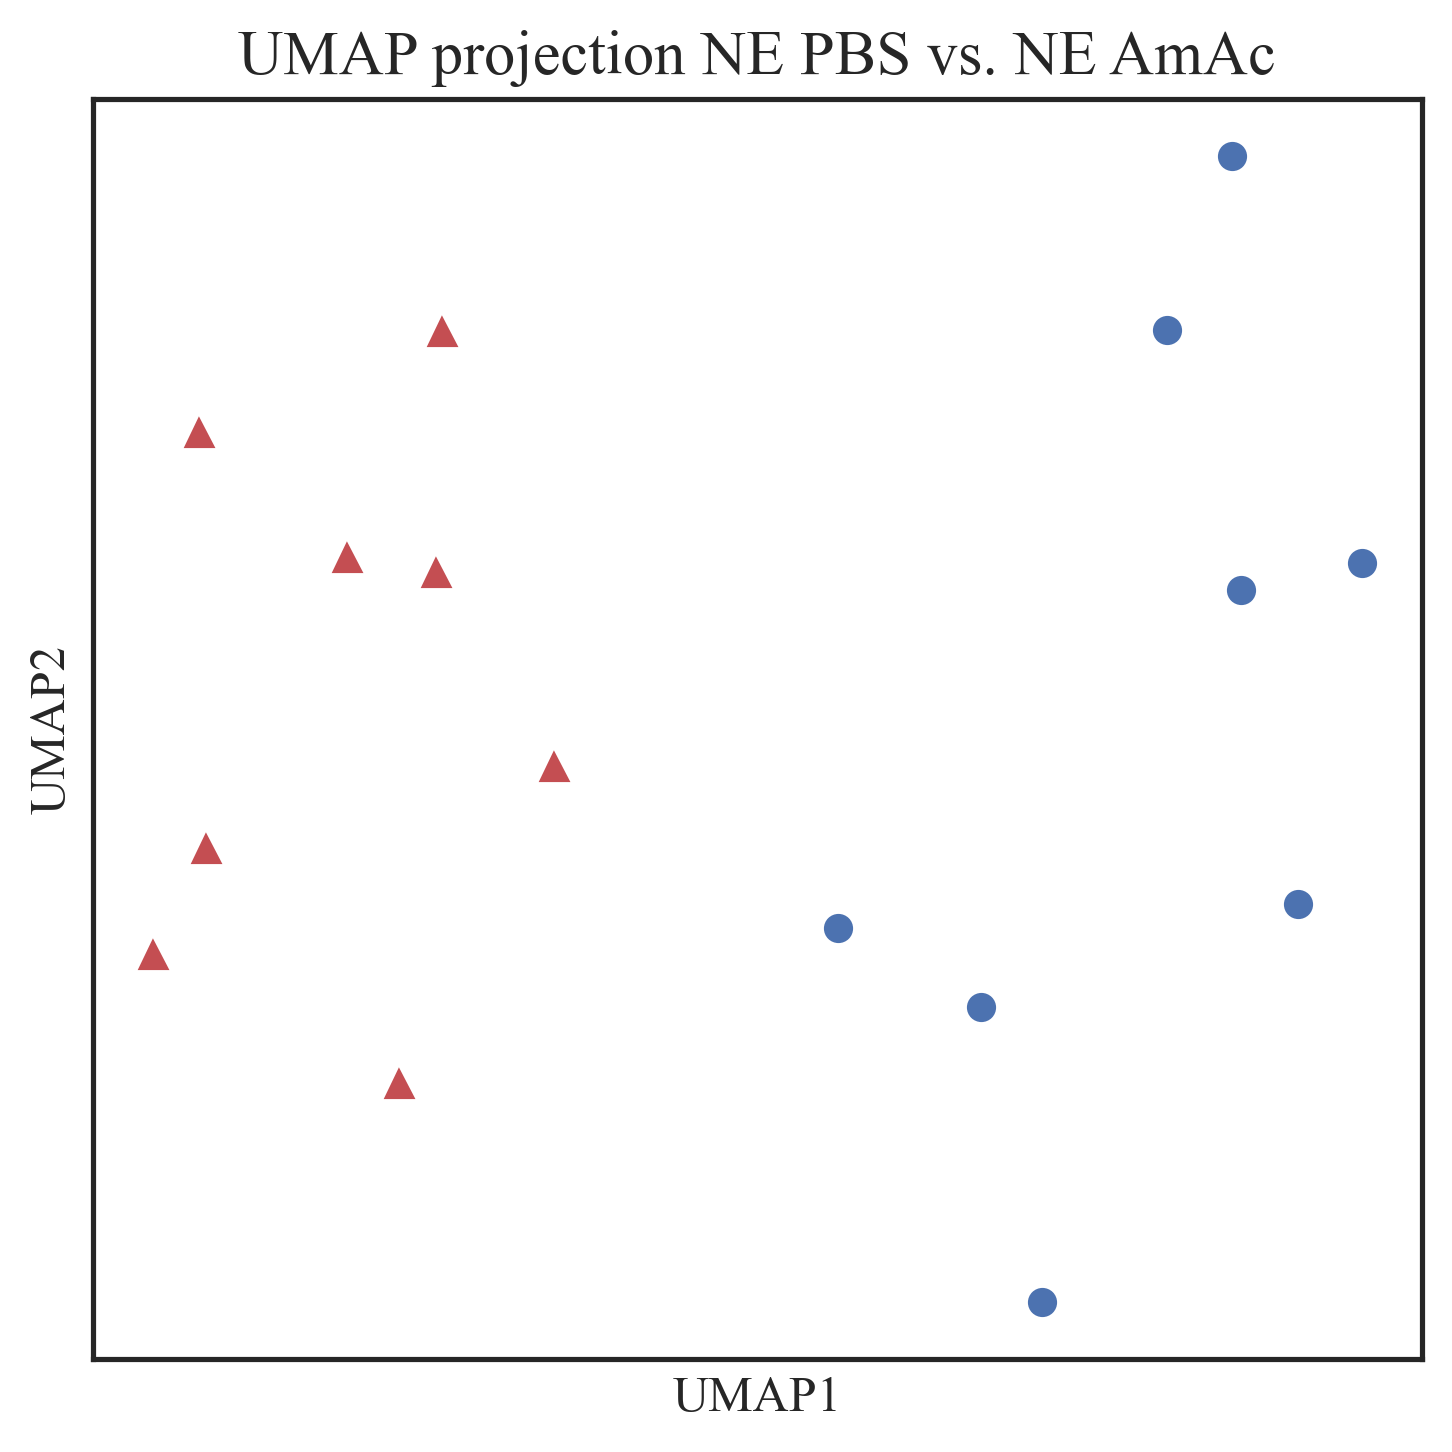 UMAP projection NE PBS vs. NE AmAc
UMAP2
UMAP1